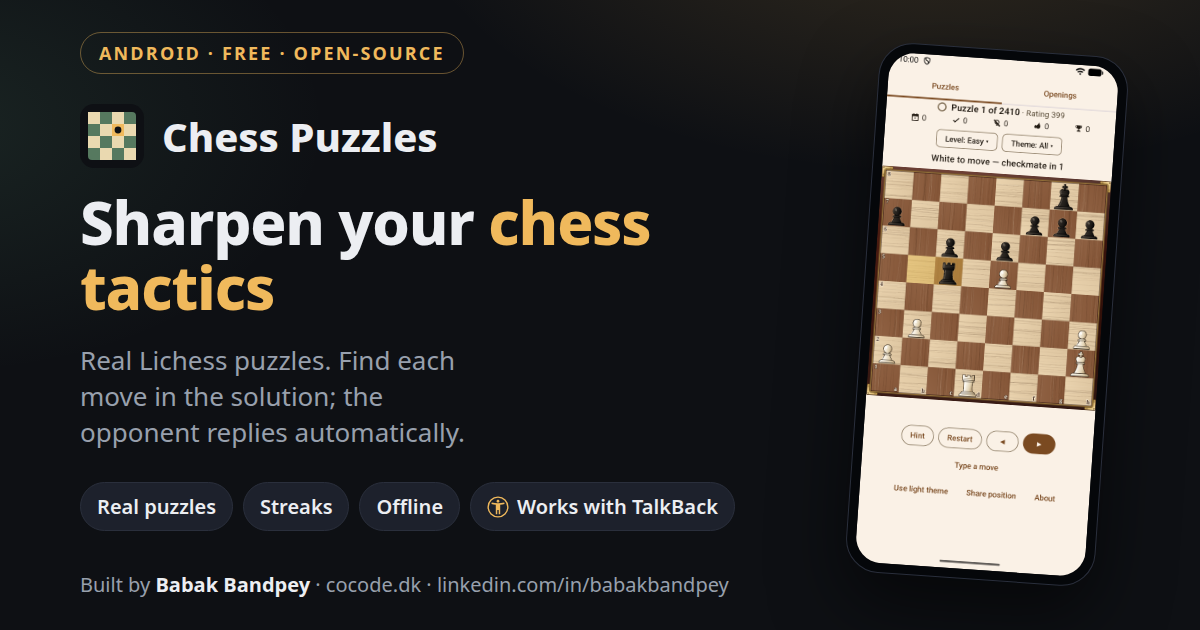 ANDROID · FREE · OPEN-SOURCE
Chess Puzzles
Sharpen your chess
tactics
Real Lichess puzzles. Find each
move in the solution; the
opponent replies automatically.
Real puzzles
Streaks
Offline
Works with TalkBack
Built by Babak Bandpey · cocode.dk · linkedin.com/in/babakbandpey
10:00
Puzzles
Openings
Puzzle 1 of 2410 · Rating 399
0 0 0 0 0
Level: Easy
Theme: All
White to move — checkmate in 1
Hint
Restart
Type a move
Use light theme
Share position
About